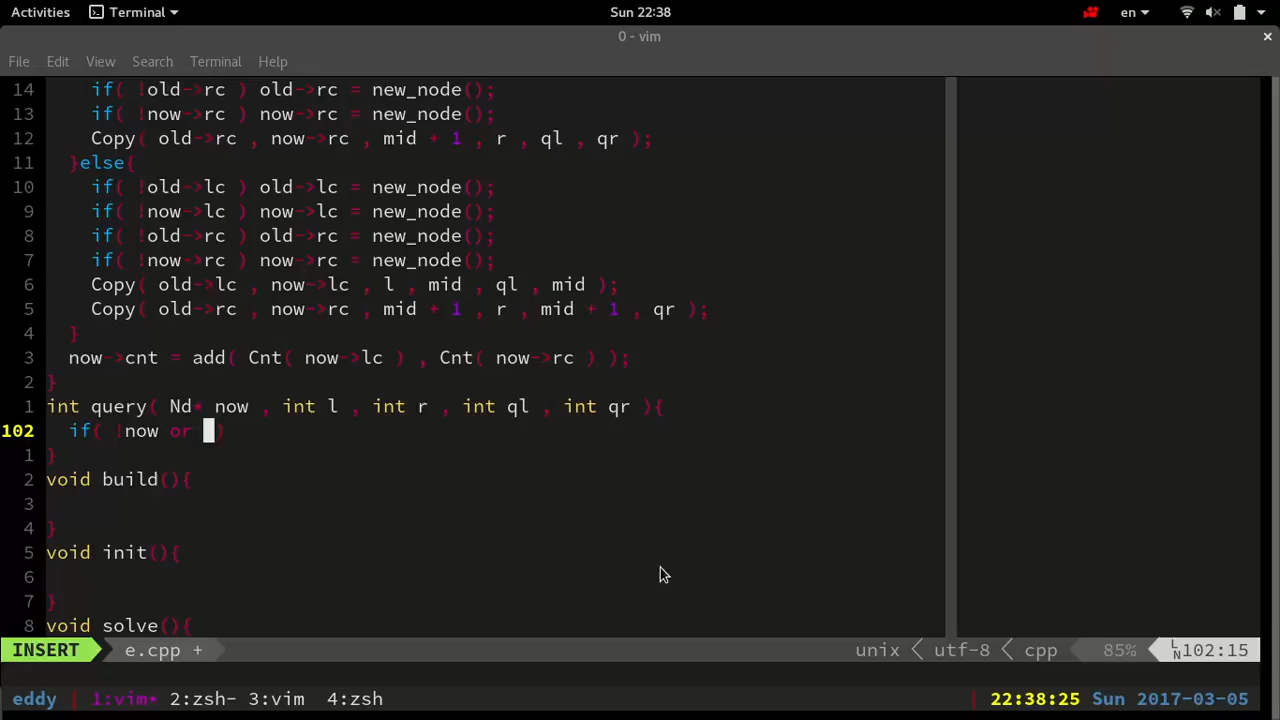 Activities Terminal Sun 22:38 en
0 - vim ×
File Edit View Search Terminal Help
14 if( !old->rc ) old->rc = new_node();
13 if( !now->rc ) now->rc = new_node();
12 Copy( old->rc , now->rc , mid + 1 , r , ql , qr );
11 }else{
10 if( !old->lc ) old->lc = new_node();
9 if( !now->lc ) now->lc = new_node();
8 if( !old->rc ) old->rc = new_node();
7 if( !now->rc ) now->rc = new_node();
6 Copy( old->lc , now->lc , l , mid , ql , mid );
5 Copy( old->rc , now->rc , mid + 1 , r , mid + 1 , qr );
4 }
3 now->cnt = add( Cnt( now->lc ) , Cnt( now->rc ) );
2 }
1 int query( Nd* now , int l , int r , int ql , int qr ){
102 if( !now or )
1 }
2 void build(){
3
4 }
5 void init(){
6
7 }
8 void solve(){
INSERT e.cpp + unix < utf-8 < cpp 85% LN 102:15
eddy | 1:vim* 2:zsh- 3:vim 4:zsh | 22:38:25 Sun 2017-03-05